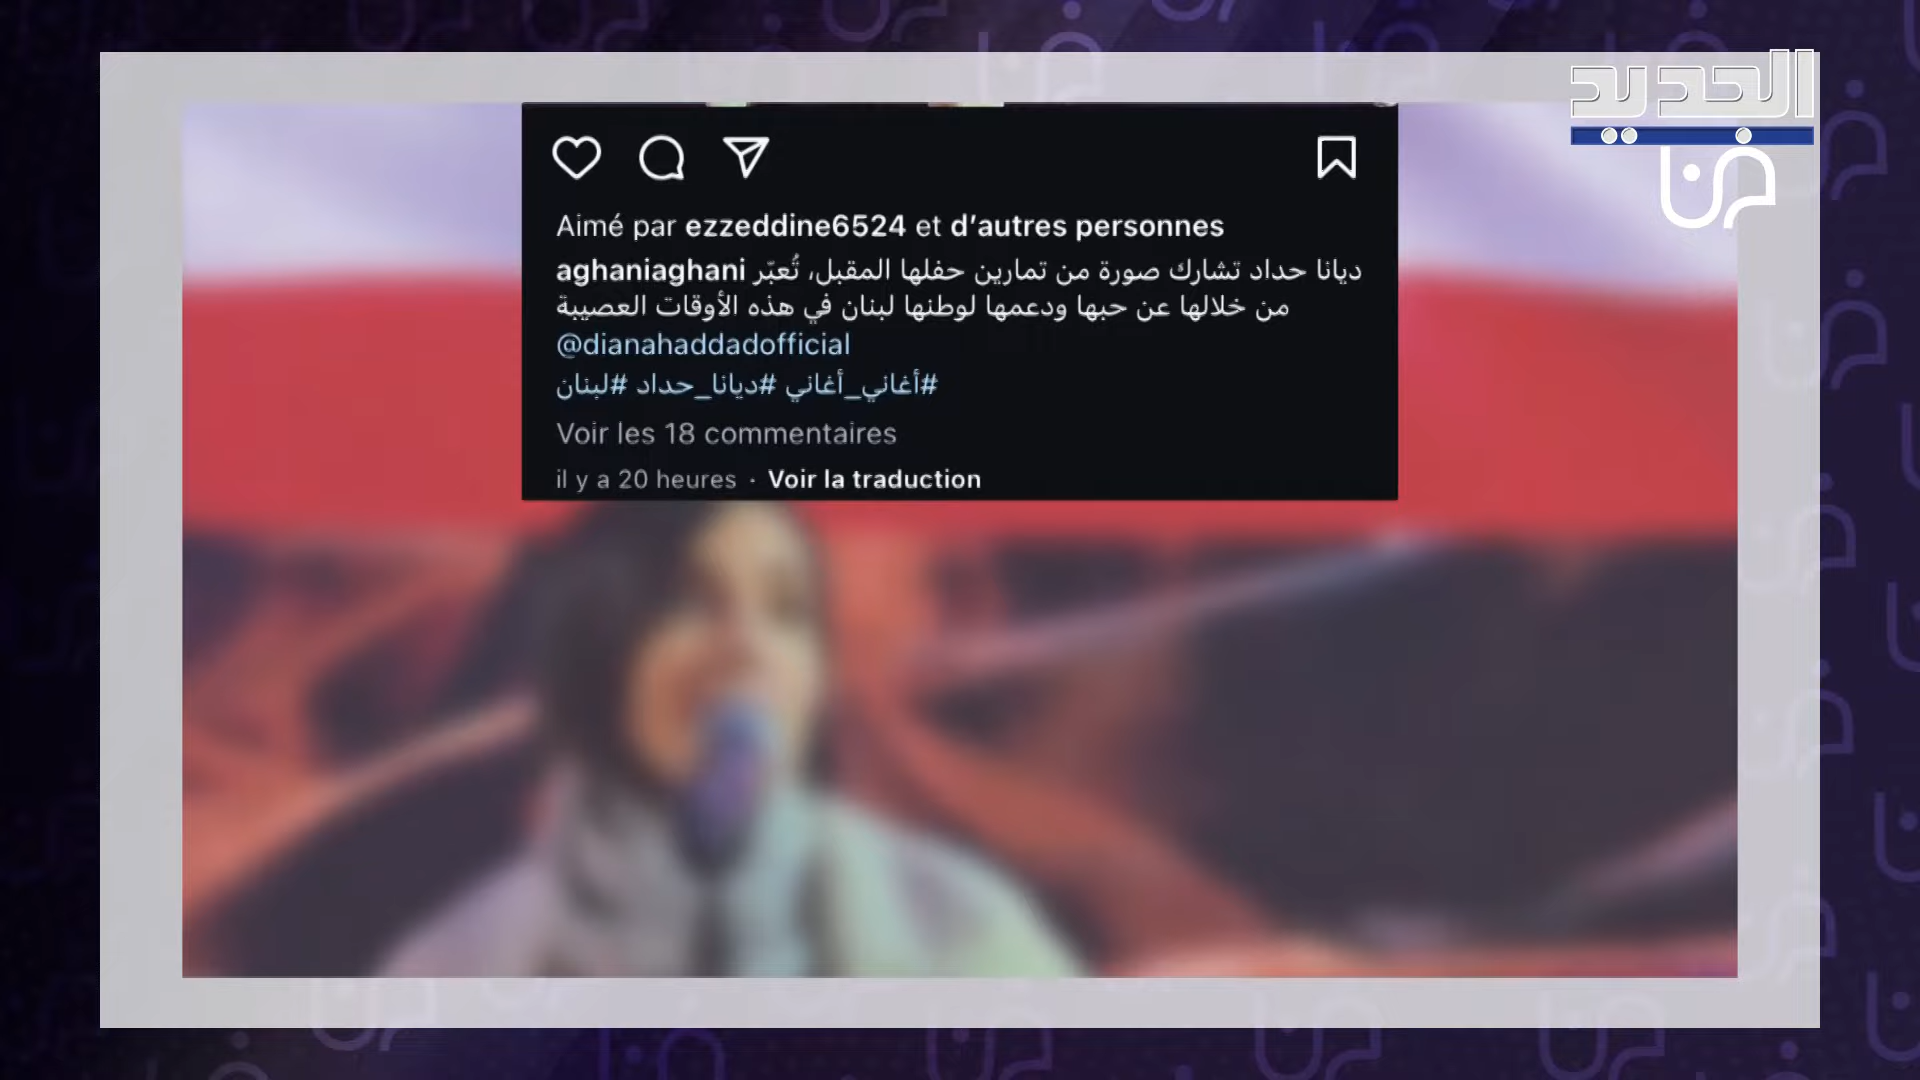 الجديد
فن
Aimé par ezzeddine6524 et d’autres personnes
aghaniaghani ديانا حداد تشارك صورة من تمارين حفلها المقبل، تُعبّر
من خلالها عن حبها ودعمها لوطنها لبنان في هذه الأوقات العصيبة
@dianahaddadofficial
#أغاني_أغاني #ديانا_حداد #لبنان
Voir les 18 commentaires
il y a 20 heures · Voir la traduction